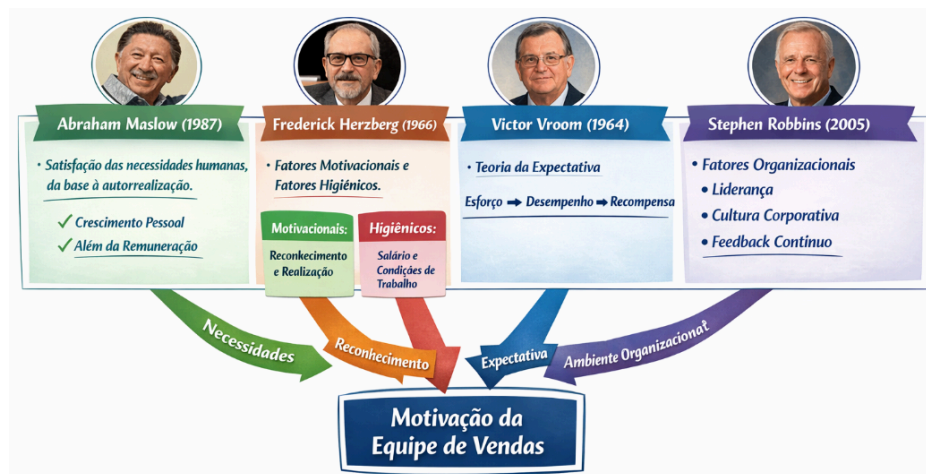 Abraham Maslow (1987)
• Satisfação das necessidades humanas,
da base à autorrealização.
✓ Crescimento Pessoal
✓ Além da Remuneração
Frederick Herzberg (1966)
• Fatores Motivacionais e
Fatores Higiénicos.
Motivacionais:
Reconhecimento
e Realização
Higiênicos:
Salário e
Condições de
Trabalho
Victor Vroom (1964)
• Teoria da Expectativa
Esforço ➡ Desempenho ➡ Recompensa
Stephen Robbins (2005)
• Fatores Organizacionais
• Liderança
• Cultura Corporativa
• Feedback Contínuo
Necessidades
Reconhecimento
Expectativa
Ambiente Organizacional
Motivação da
Equipe de Vendas